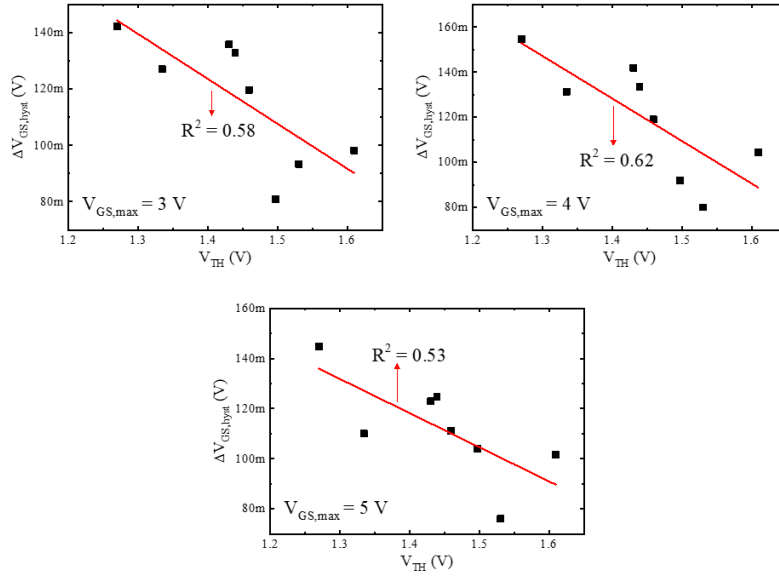 140m
120m
100m
80m
ΔV_GS,hyst (V)
R² = 0.58
V_GS,max = 3 V
1.2 1.3 1.4 1.5 1.6
V_TH (V)
160m
140m
120m
100m
80m
ΔV_GS,hyst (V)
R² = 0.62
V_GS,max = 4 V
1.2 1.3 1.4 1.5 1.6
V_TH (V)
160m
140m
120m
100m
80m
ΔV_GS,hyst (V)
R² = 0.53
V_GS,max = 5 V
1.2 1.3 1.4 1.5 1.6
V_TH (V)